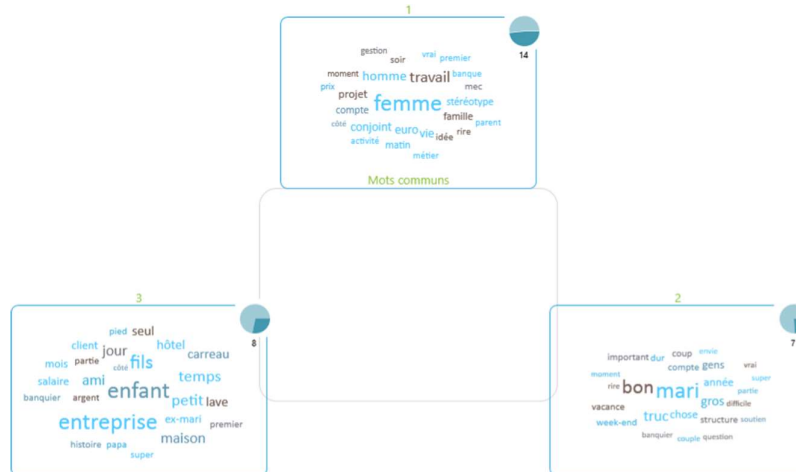 1
14
gestion
soir
vrai premier
moment homme travail banque
prix projet mec
femme stéréotype
compte famille
côté conjoint euro vie idée rire parent
activité matin
métier
Mots communs
3
8
pied seul
client jour hôtel
mois partie côté fils carreau
salaire ami temps
banquier argent enfant petit lave
entreprise ex-mari premier
histoire papa maison
super
2
7
important dur coup envie
compte gens vrai
moment rire bon mari année super
partie
vacance gros difficile
week-end truc chose structure soutien
banquier couple question